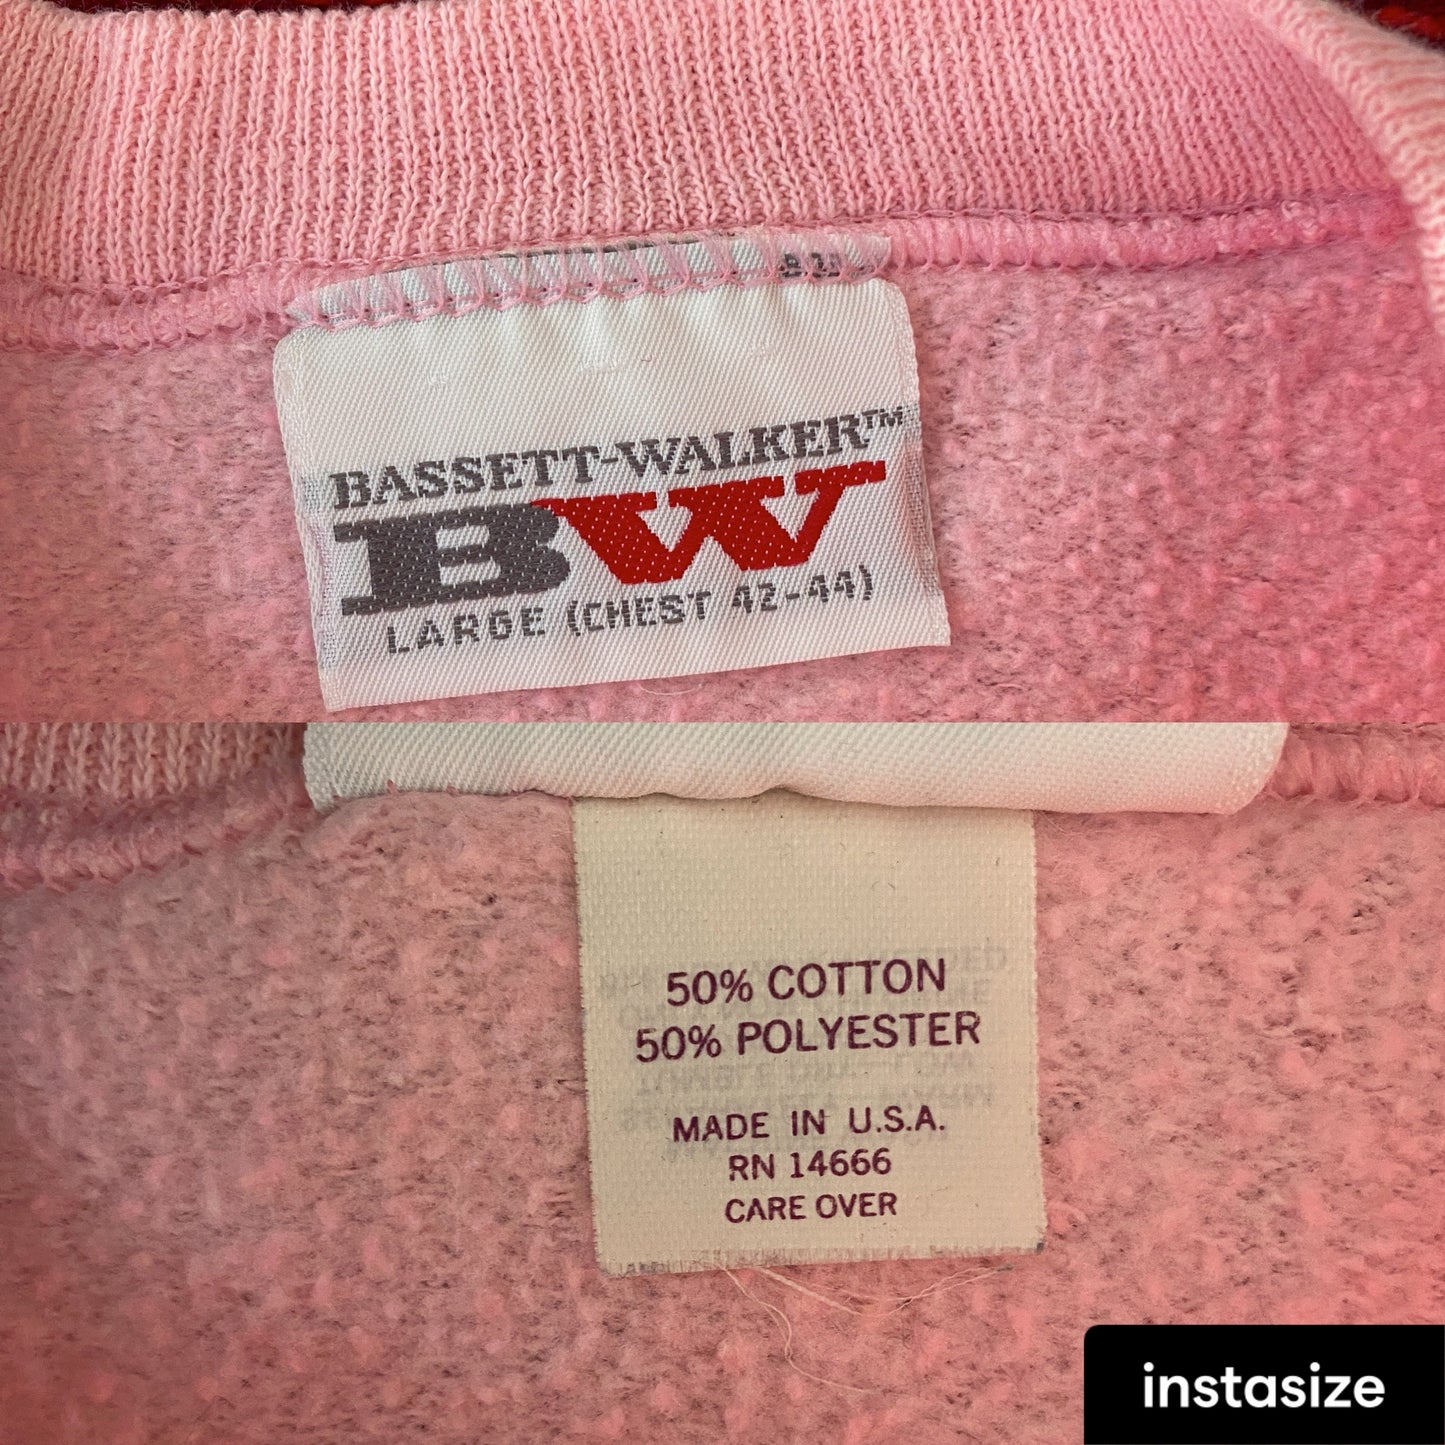 BASSETT-WALKER™
BW
LARGE (CHEST 42-44)
50% COTTON
50% POLYESTER
MADE IN U.S.A.
RN 14666
CARE OVER
instasize